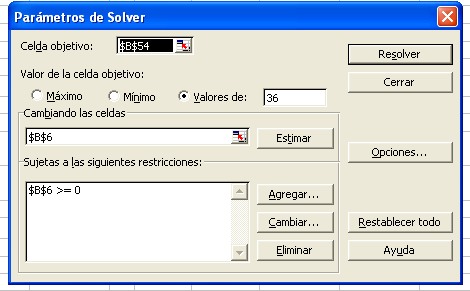 Parámetros de Solver
Celda objetivo: $B$54
Valor de la celda objetivo:
Máximo Mínimo Valores de: 36
Cambiando las celdas
$B$6
Estimar
Sujetas a las siguientes restricciones:
$B$6 >= 0
Agregar...
Cambiar...
Eliminar
Resolver
Cerrar
Opciones...
Restablecer todo
Ayuda